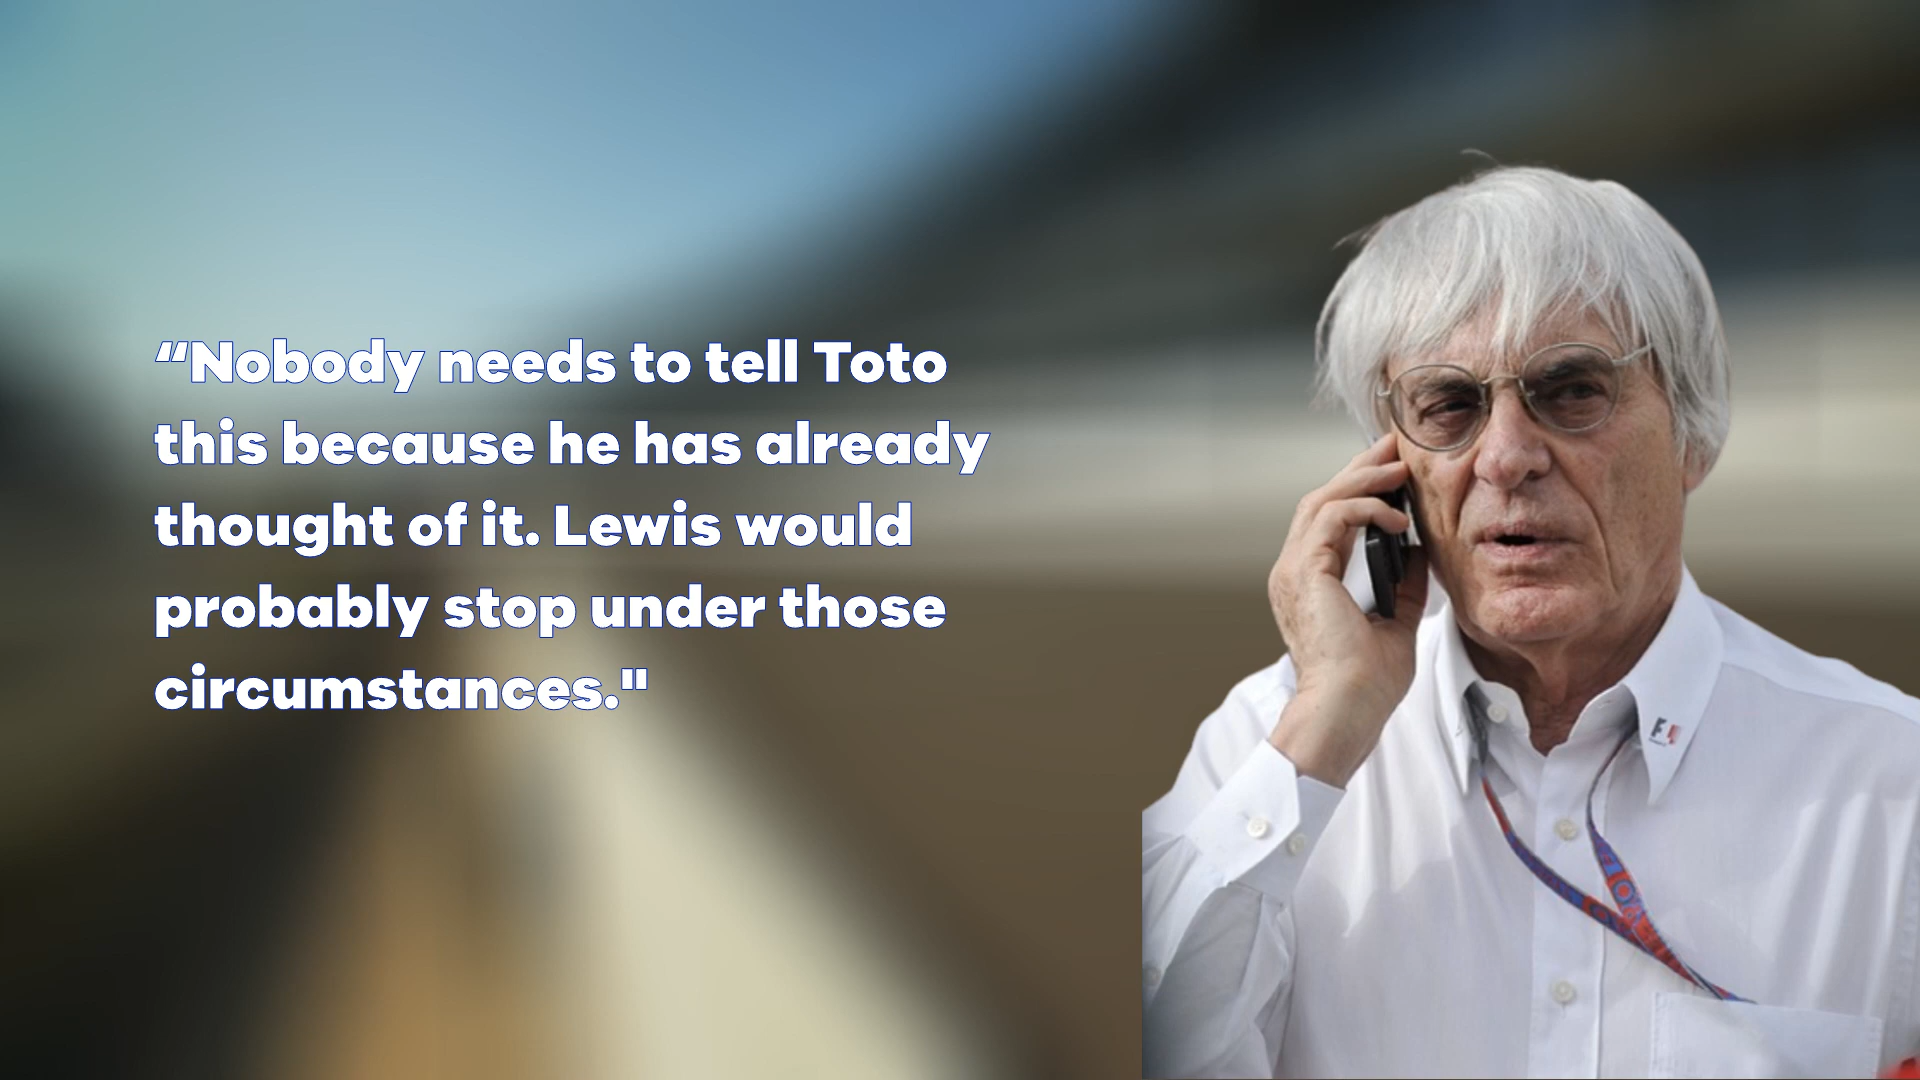 “Nobody needs to tell Toto
this because he has already
thought of it. Lewis would
probably stop under those
circumstances."
F1